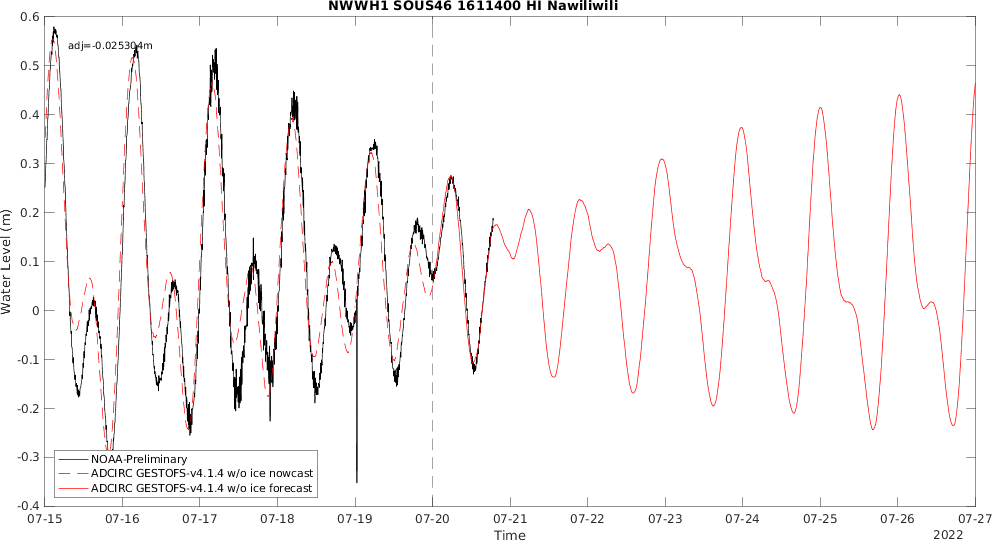 NWWH1 SOUS46 1611400 HI Nawiliwili
adj=-0.025304m
Water Level (m)
0.6
0.5
0.4
0.3
0.2
0.1
0
-0.1
-0.2
-0.3
-0.4
NOAA-Preliminary
ADCIRC GESTOFS-v4.1.4 w/o ice nowcast
ADCIRC GESTOFS-v4.1.4 w/o ice forecast
07-15 07-16 07-17 07-18 07-19 07-20 07-21 07-22 07-23 07-24 07-25 07-26 07-27
Time
2022